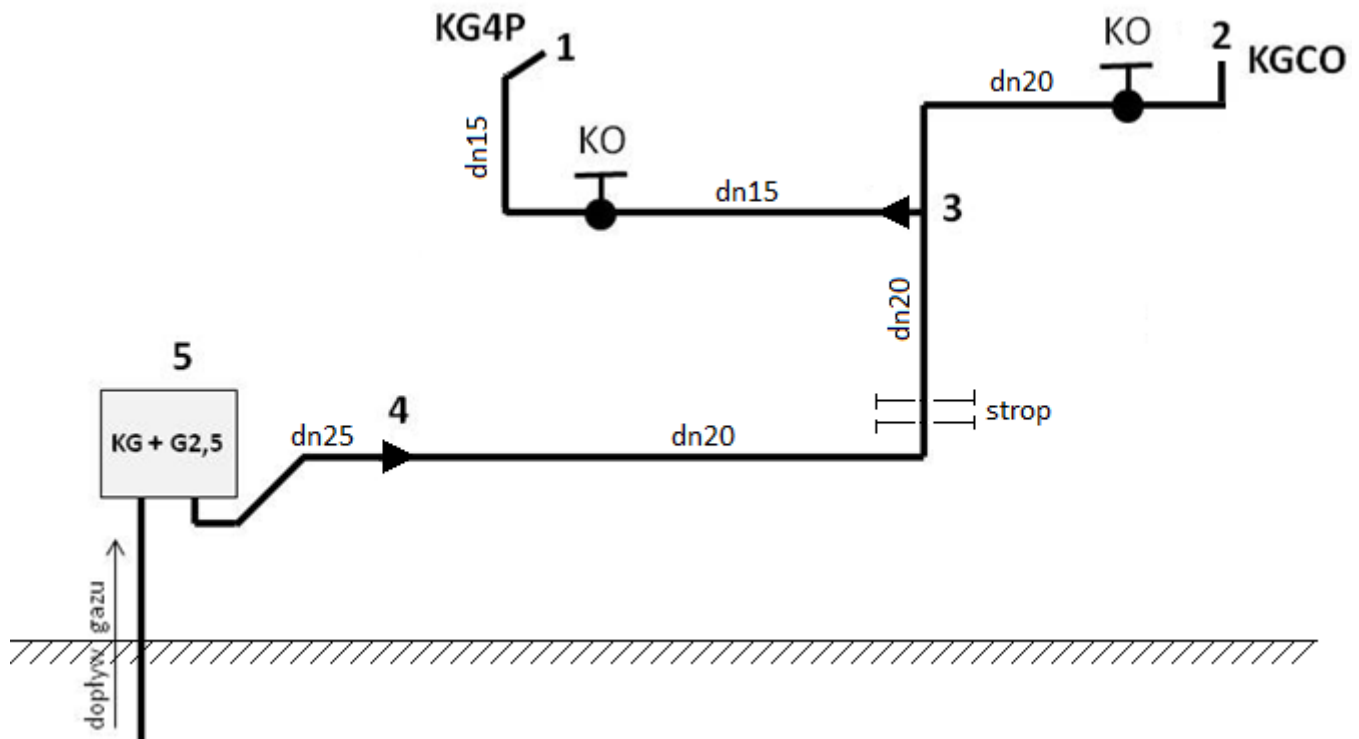 KG4P
1
KO
2
KGCO
dn20
dn15
KO
dn15
3
dn20
5
4
strop
KG + G2,5
dn25
dn20
dopływ gazu